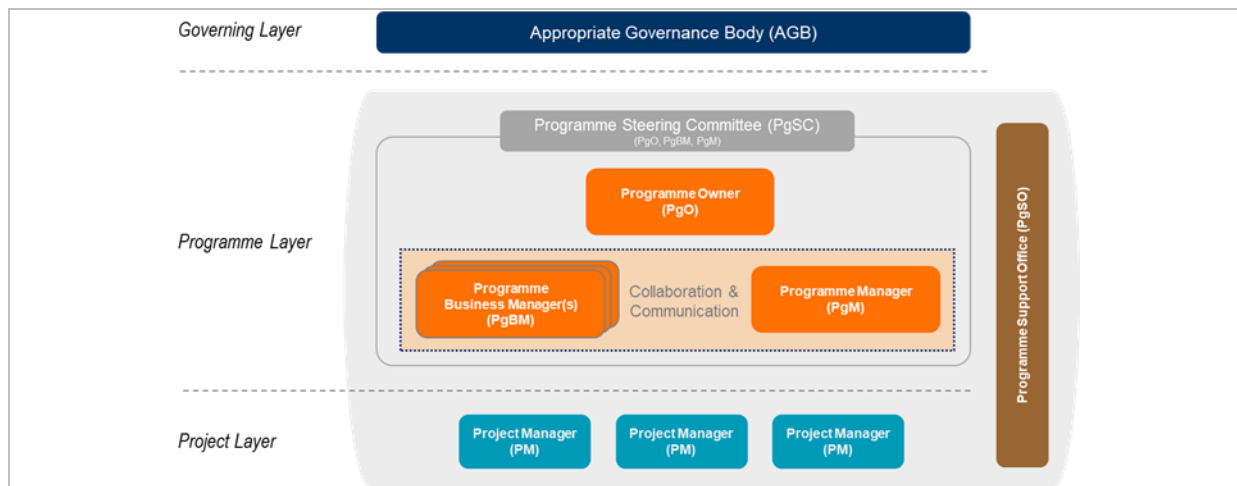 Governing Layer
Appropriate Governance Body (AGB)
Programme Steering Committee (PgSC)
(PgO, PgBM, PgM)
Programme Owner
(PgO)
Programme Layer
Programme
Business Manager(s)
(PgBM)
Collaboration &
Communication
Programme Manager
(PgM)
Programme Support Office (PgSO)
Project Layer
Project Manager
(PM)
Project Manager
(PM)
Project Manager
(PM)